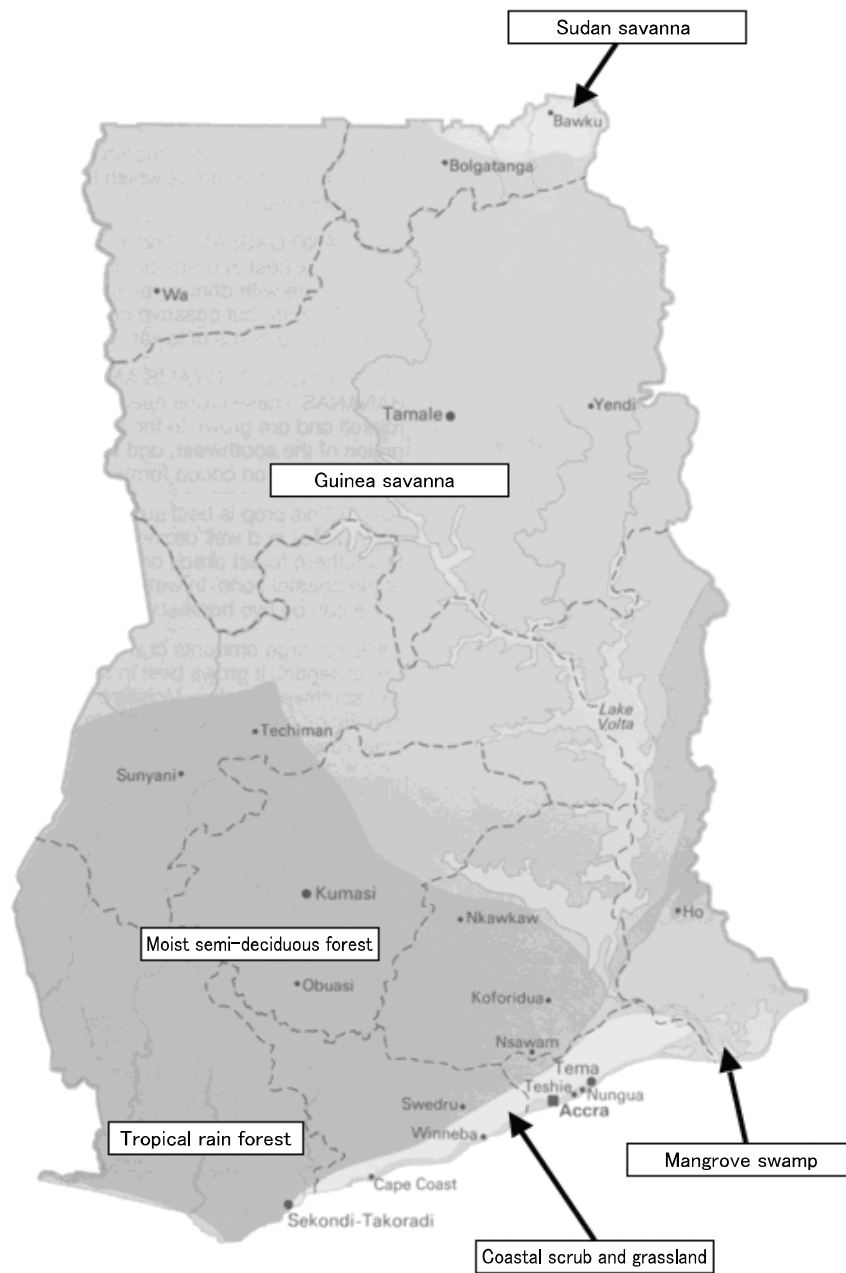 Sudan savanna
Bawku
Bolgatanga
Wa
Tamale
Yendi
Guinea savanna
Lake
Volta
Techiman
Sunyani
Kumasi
Nkawkaw
Ho
Moist semi-deciduous forest
Obuasi
Koforidua
Nsawam
Tema
Teshie
Nungua
Swedru
Accra
Tropical rain forest
Winneba
Mangrove swamp
Cape Coast
Sekondi-Takoradi
Coastal scrub and grassland